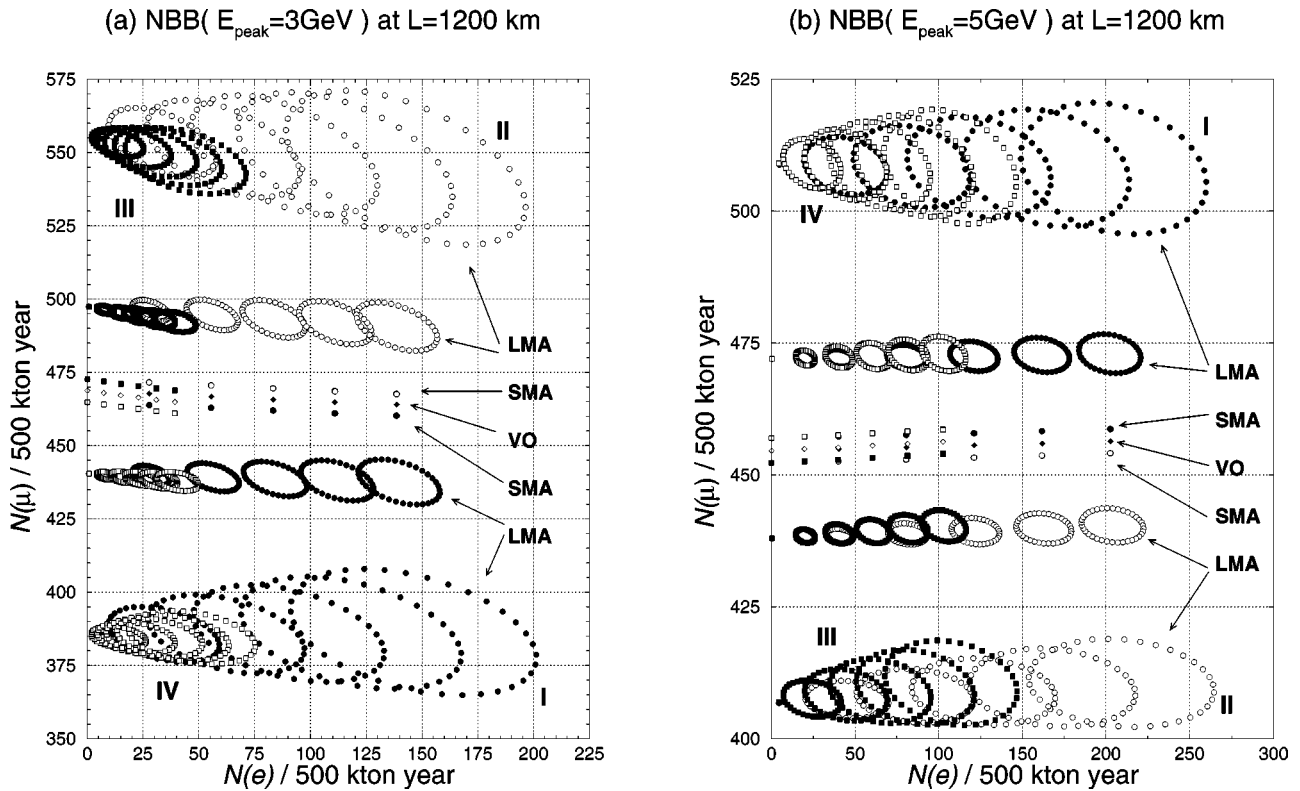 (a) NBB( E_peak=3GeV) at L=1200 km
575
550
525
500
475
450
425
400
375
350
N(μ) / 500 kton year
0
25
50
75
100
125
150
175
200
225
N(e) / 500 kton year
II
III
LMA
SMA
VO
SMA
LMA
IV
I
(b) NBB( E_peak=5GeV) at L=1200 km
525
500
475
450
425
400
N(μ) / 500 kton year
0
50
100
150
200
250
300
N(e) / 500 kton year
I
IV
LMA
SMA
VO
SMA
LMA
III
II